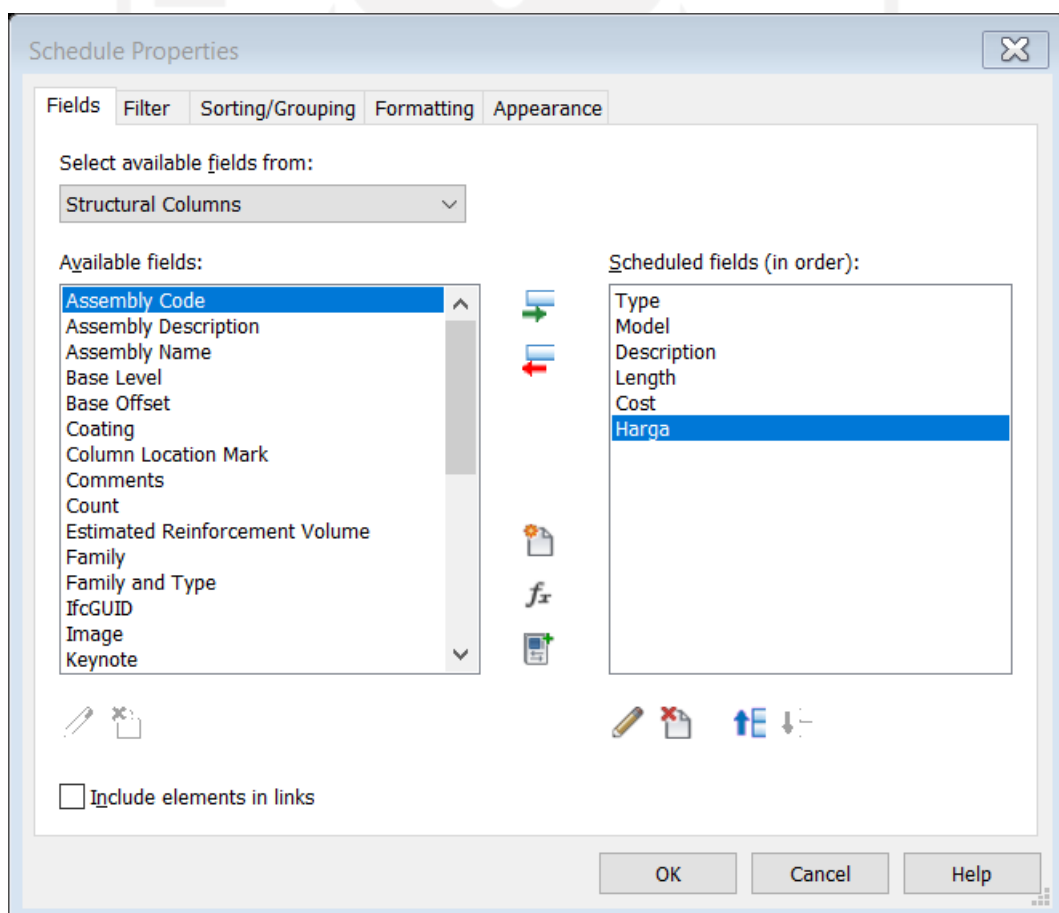 Schedule Properties
Fields Filter Sorting/Grouping Formatting Appearance
Select available fields from:
Structural Columns
Available fields:
Assembly Code
Assembly Description
Assembly Name
Base Level
Base Offset
Coating
Column Location Mark
Comments
Count
Estimated Reinforcement Volume
Family
Family and Type
IfcGUID
Image
Keynote
fx
Scheduled fields (in order):
Type
Model
Description
Length
Cost
Harga
Include elements in links
OK Cancel Help